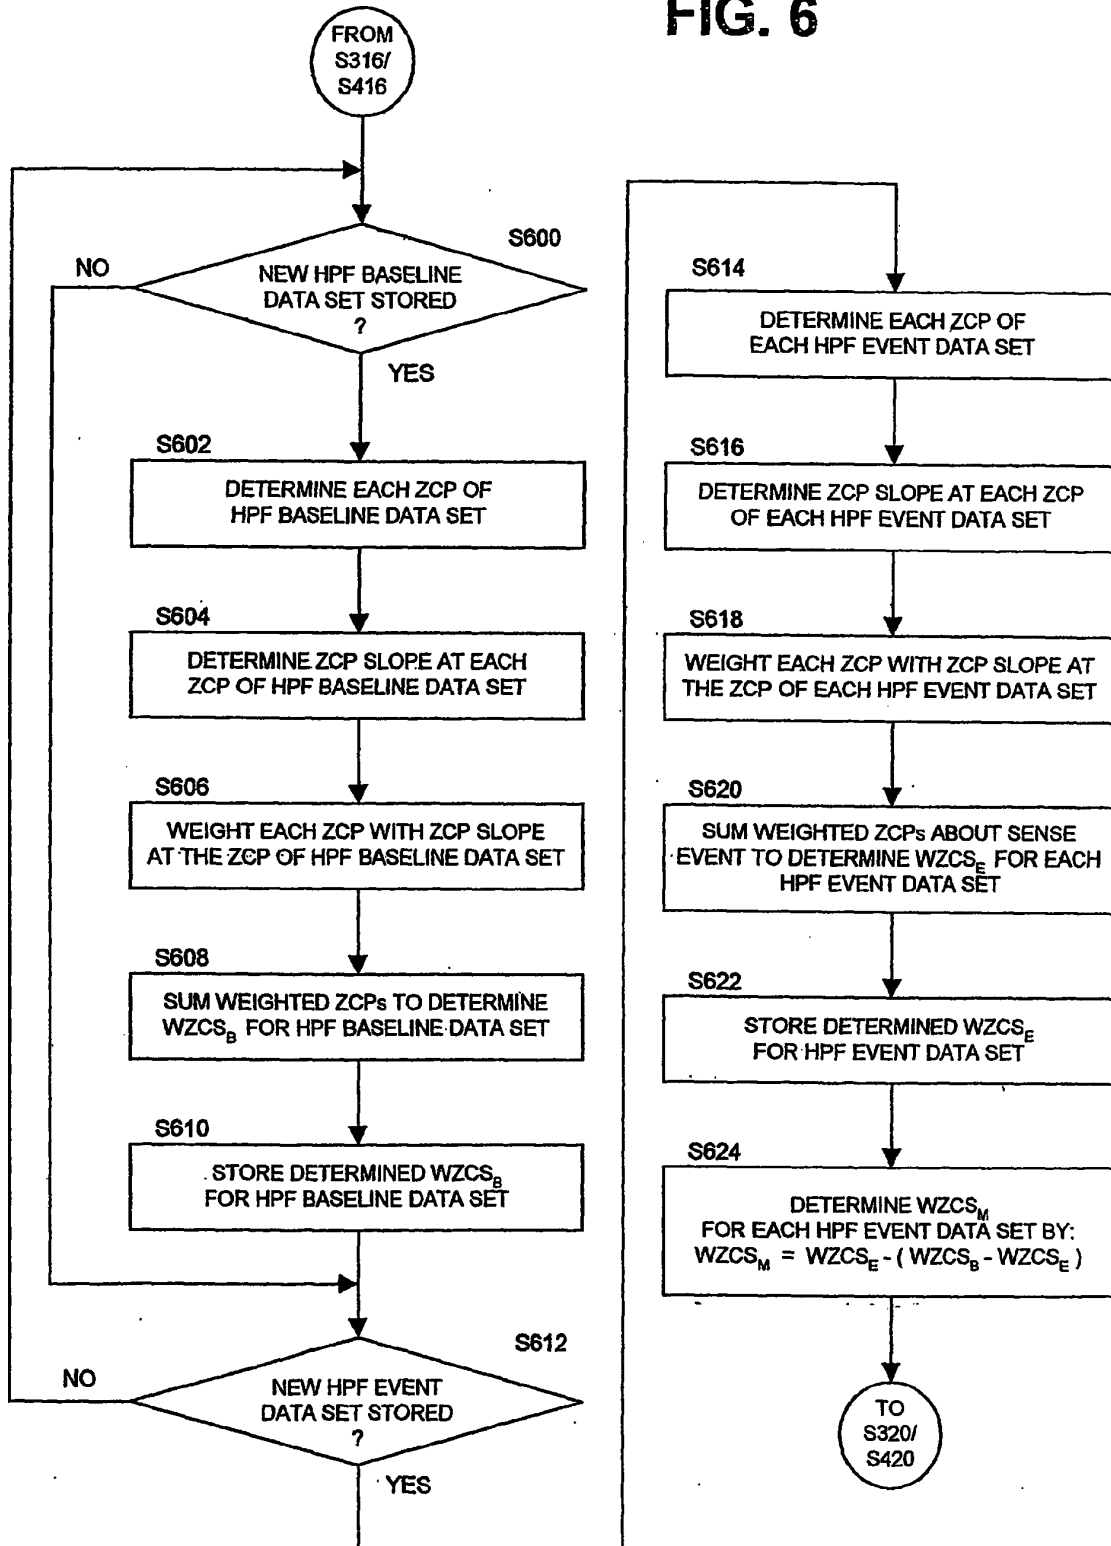 FIG. 6
FROM
S316/
S416
S600
NO
NEW HPF BASELINE
DATA SET STORED
?
YES
S602
DETERMINE EACH ZCP OF
HPF BASELINE DATA SET
S604
DETERMINE ZCP SLOPE AT EACH
ZCP OF HPF BASELINE DATA SET
S606
WEIGHT EACH ZCP WITH ZCP SLOPE
AT THE ZCP OF HPF BASELINE DATA SET
S608
SUM WEIGHTED ZCPs TO DETERMINE
WZCS_B FOR HPF BASELINE DATA SET
S610
STORE DETERMINED WZCS_B
FOR HPF BASELINE DATA SET
S612
NO
NEW HPF EVENT
DATA SET STORED
?
YES
S614
DETERMINE EACH ZCP OF
EACH HPF EVENT DATA SET
S616
DETERMINE ZCP SLOPE AT EACH ZCP
OF EACH HPF EVENT DATA SET
S618
WEIGHT EACH ZCP WITH ZCP SLOPE AT
THE ZCP OF EACH HPF EVENT DATA SET
S620
SUM WEIGHTED ZCPs ABOUT SENSE
EVENT TO DETERMINE WZCS_E FOR EACH
HPF EVENT DATA SET
S622
STORE DETERMINED WZCS_E
FOR HPF EVENT DATA SET
S624
DETERMINE WZCS_M
FOR EACH HPF EVENT DATA SET BY:
WZCS_M = WZCS_E - ( WZCS_B - WZCS_E )
TO
S320/
S420